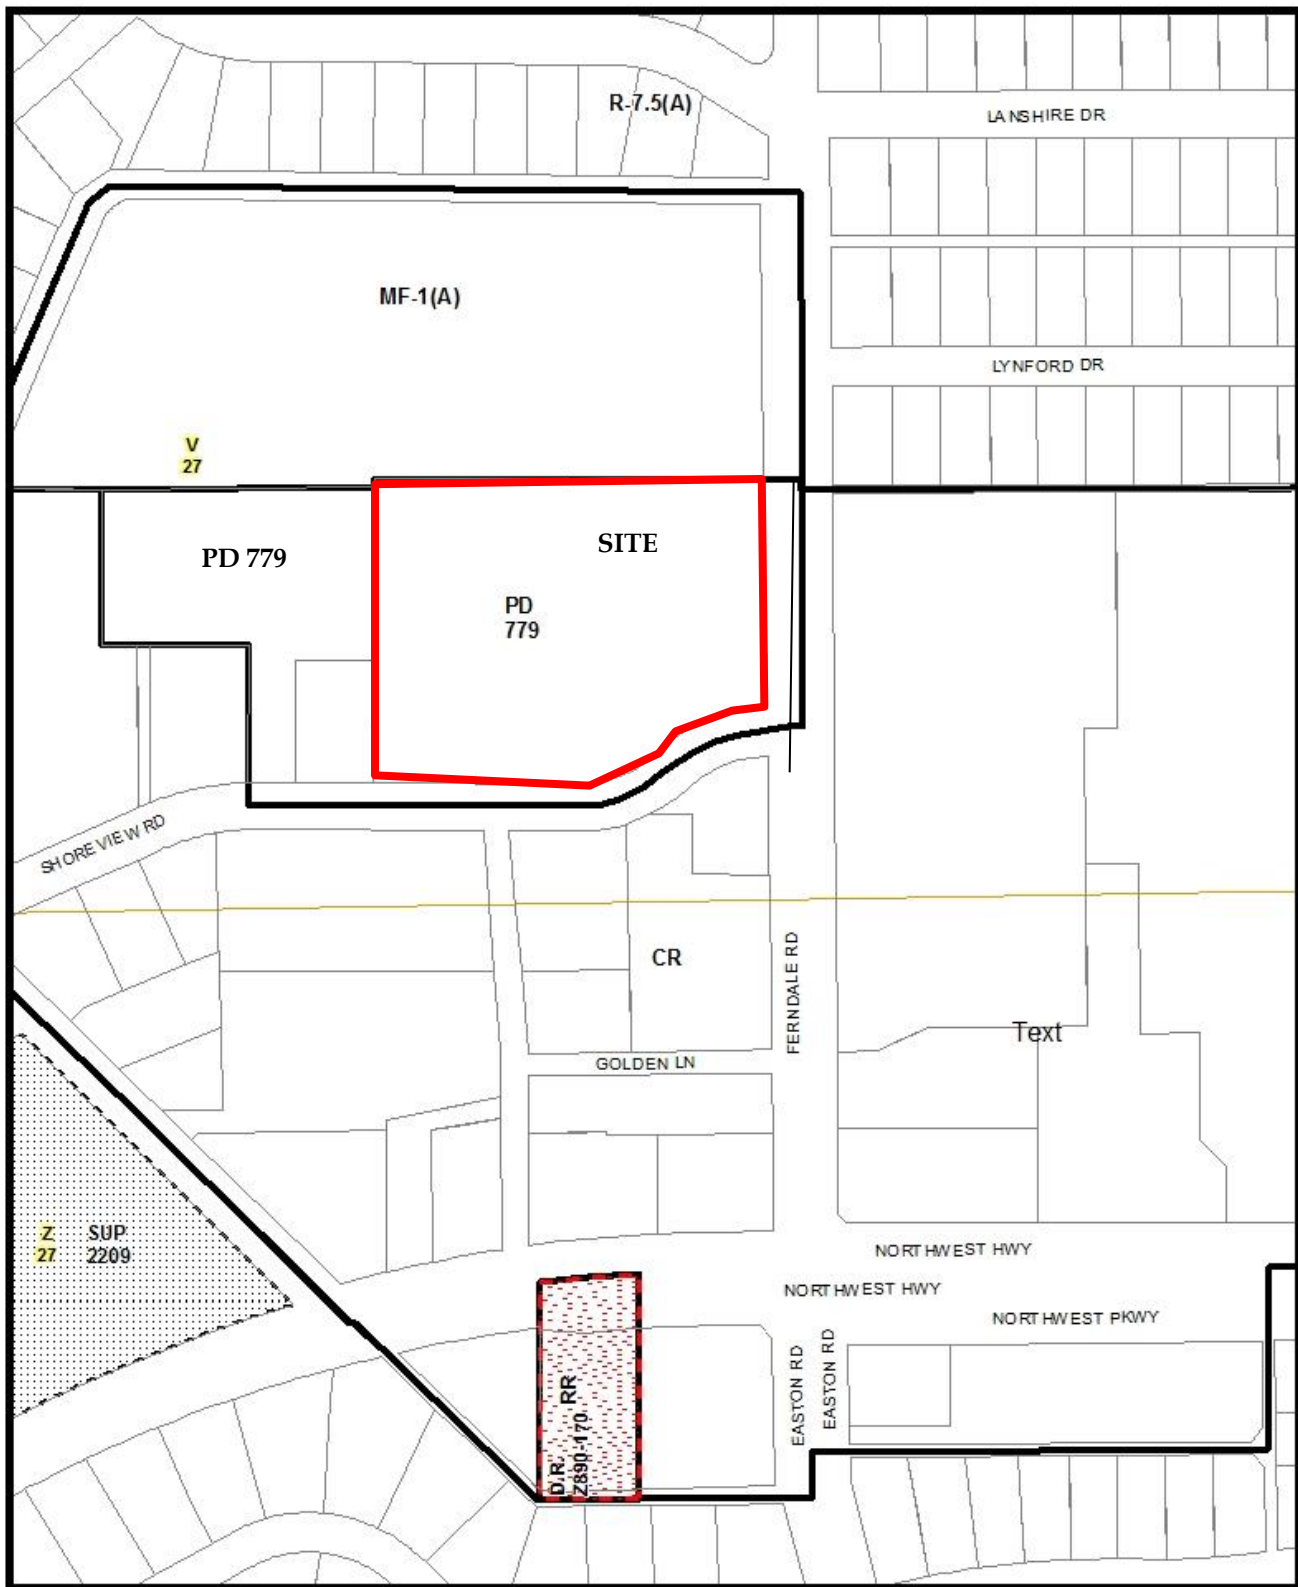 R-7.5(A)
LANSHIRE DR
MF-1(A)
LYNFORD DR
V
27
SITE
PD 779
PD
779
SHOREVIEW RD
CR
FERNDALE RD
Text
GOLDEN LN
Z
27
SUP
2209
NORTHWEST HWY
NORTHWEST HWY
NORTHWEST PKWY
EASTON RD
EASTON RD
RR
D.R.
Z890-170